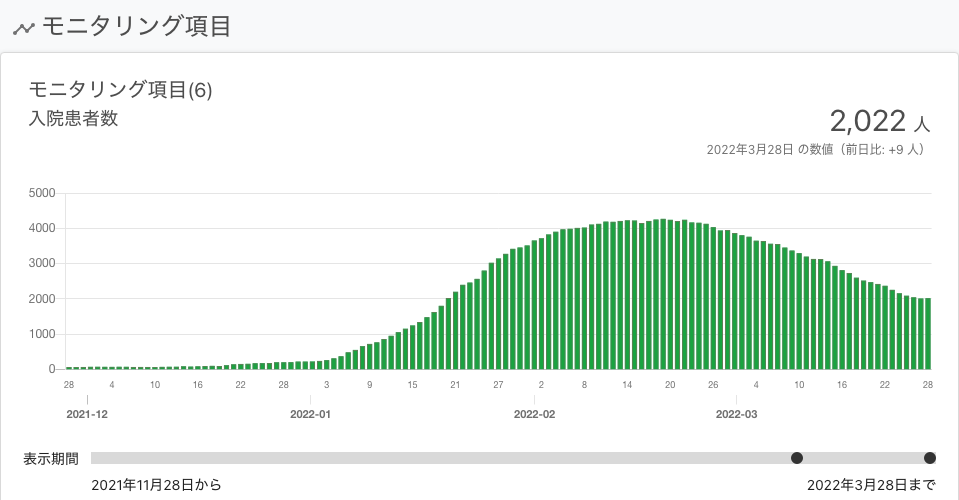 モニタリング項目
モニタリング項目(6)
入院患者数
2,022 人
2022年3月28日 の数値（前日比: +9 人）
5000
4000
3000
2000
1000
0
28 4 10 16 22 28 3 9 15 21 27 2 8 14 20 26 4 10 16 22 28
2021-12 2022-01 2022-02 2022-03
表示期間
2021年11月28日から 2022年3月28日まで